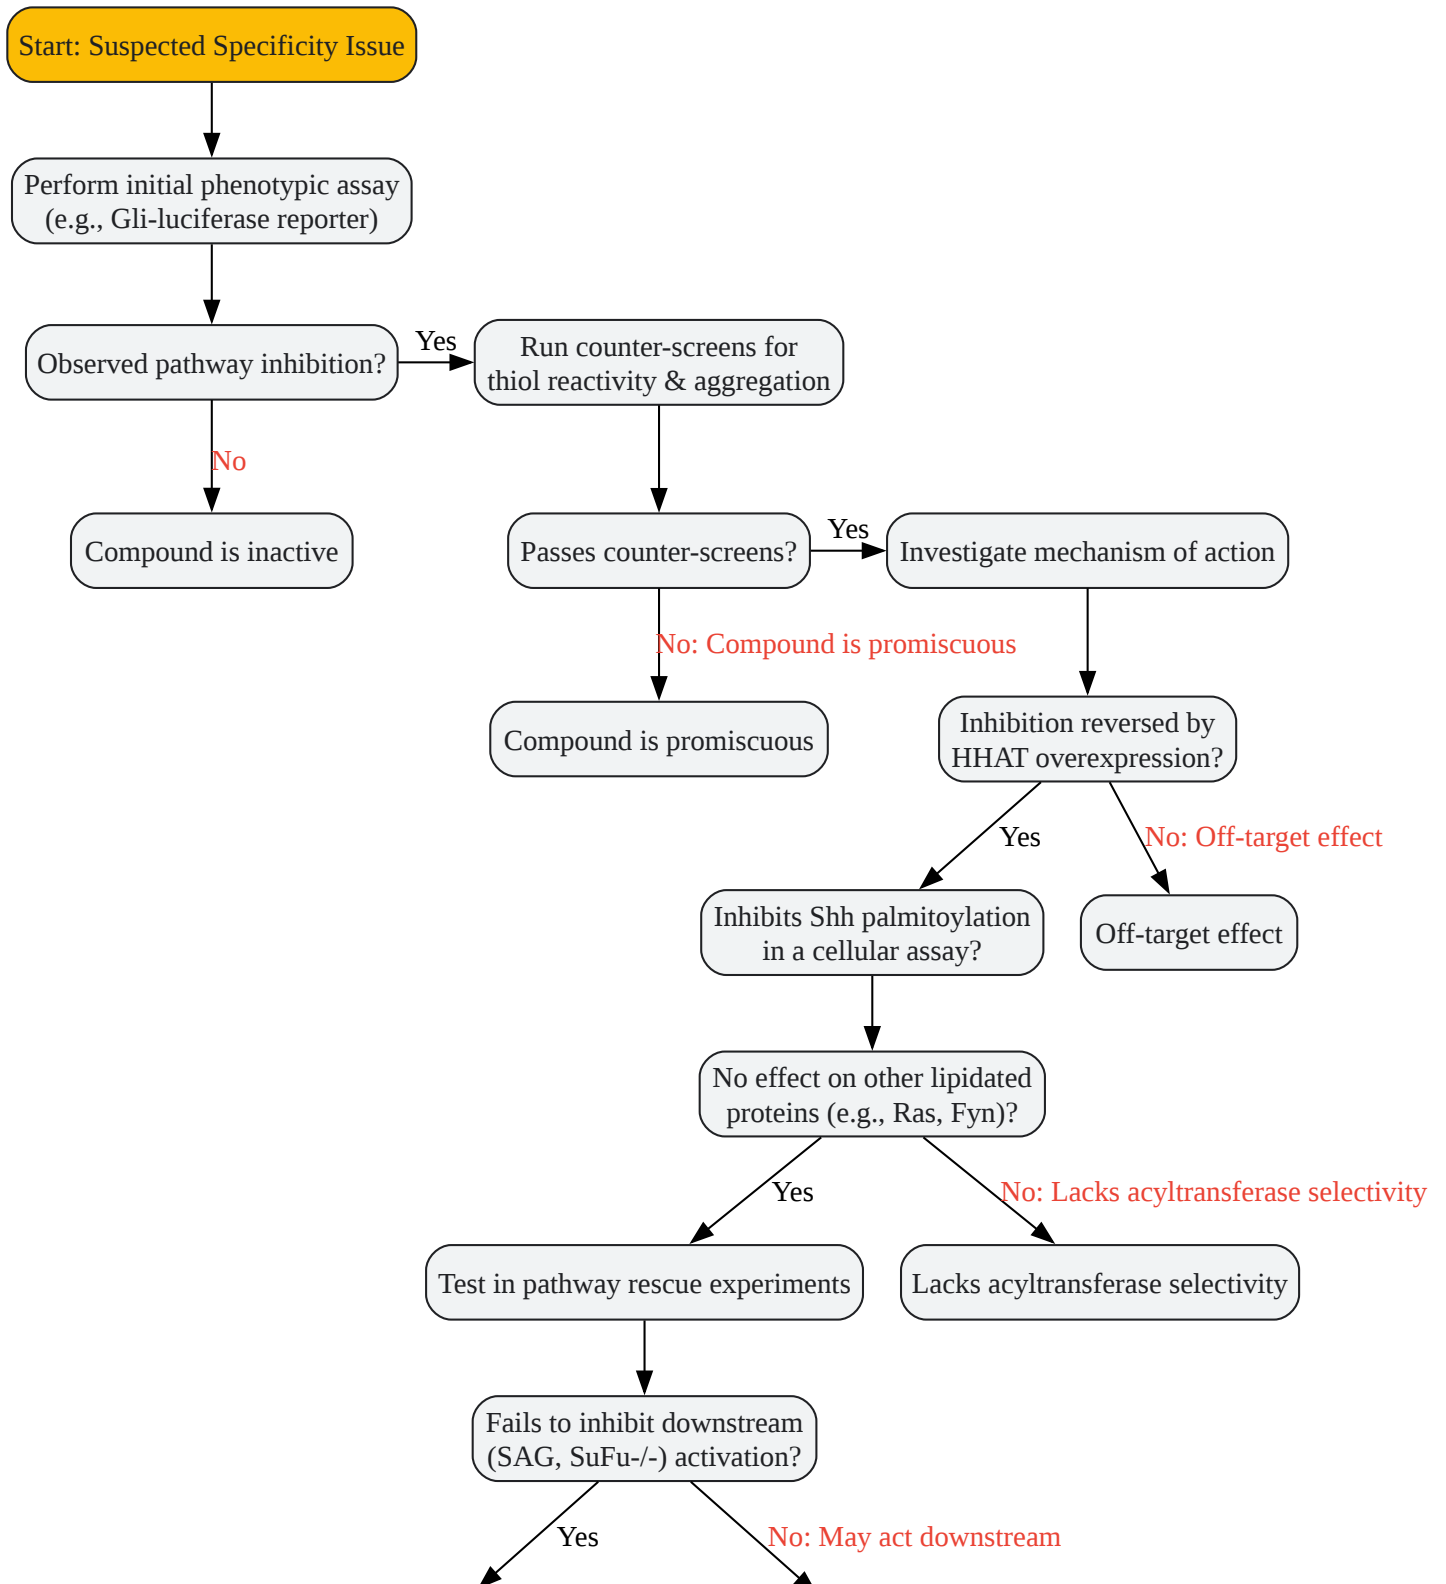 Start: Suspected Specificity Issue
Perform initial phenotypic assay
(e.g., Gli-luciferase reporter)
Observed pathway inhibition?
Yes
Run counter-screens for
thiol reactivity & aggregation
No
Compound is inactive
Passes counter-screens?
Yes
Investigate mechanism of action
No: Compound is promiscuous
Compound is promiscuous
Inhibition reversed by
HHAT overexpression?
Yes
No: Off-target effect
Inhibits Shh palmitoylation
in a cellular assay?
Off-target effect
No effect on other lipidated
proteins (e.g., Ras, Fyn)?
Yes
No: Lacks acyltransferase selectivity
Test in pathway rescue experiments
Lacks acyltransferase selectivity
Fails to inhibit downstream
(SAG, SuFu-/-) activation?
Yes
No: May act downstream